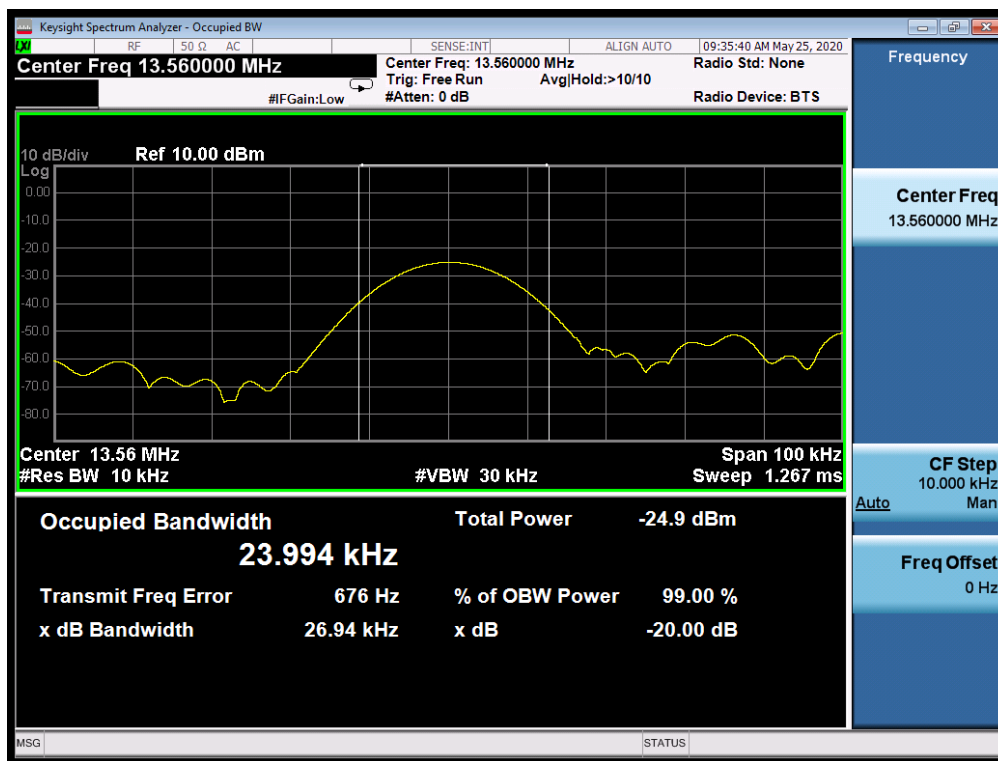 Keysight Spectrum Analyzer - Occupied BW
LXI RF 50 Ω AC SENSE:INT ALIGN AUTO 09:35:40 AM May 25, 2020
Center Freq 13.560000 MHz
#IFGain:Low
Center Freq: 13.560000 MHz
Trig: Free Run Avg|Hold:>10/10
#Atten: 0 dB
Radio Std: None
Radio Device: BTS
10 dB/div Ref 10.00 dBm
Log
0.00
-10.0
-20.0
-30.0
-40.0
-50.0
-60.0
-70.0
-80.0
Center 13.56 MHz Span 100 kHz
#Res BW 10 kHz #VBW 30 kHz Sweep 1.267 ms
Occupied Bandwidth Total Power -24.9 dBm
23.994 kHz
Transmit Freq Error 676 Hz % of OBW Power 99.00 %
x dB Bandwidth 26.94 kHz x dB -20.00 dB
MSG STATUS
Frequency
Center Freq
13.560000 MHz
CF Step
10.000 kHz
Auto Man
Freq Offset
0 Hz